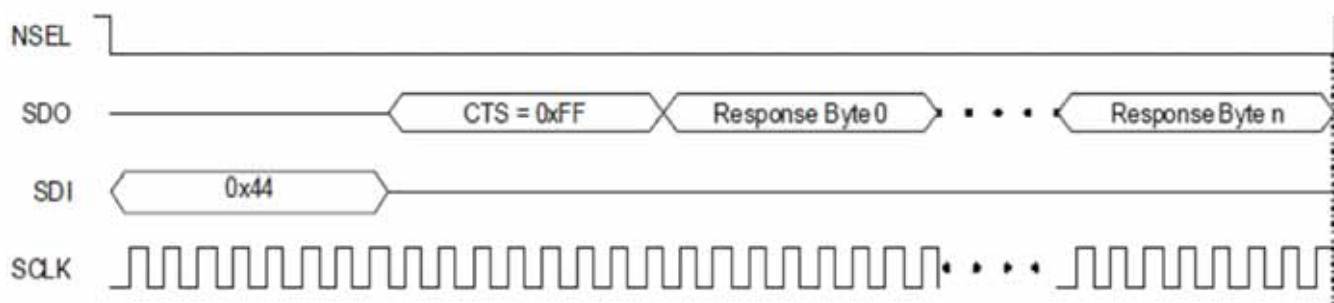 NSEL
SDO CTS = 0xFF Response Byte 0 Response Byte n
SDI 0x44
SCLK